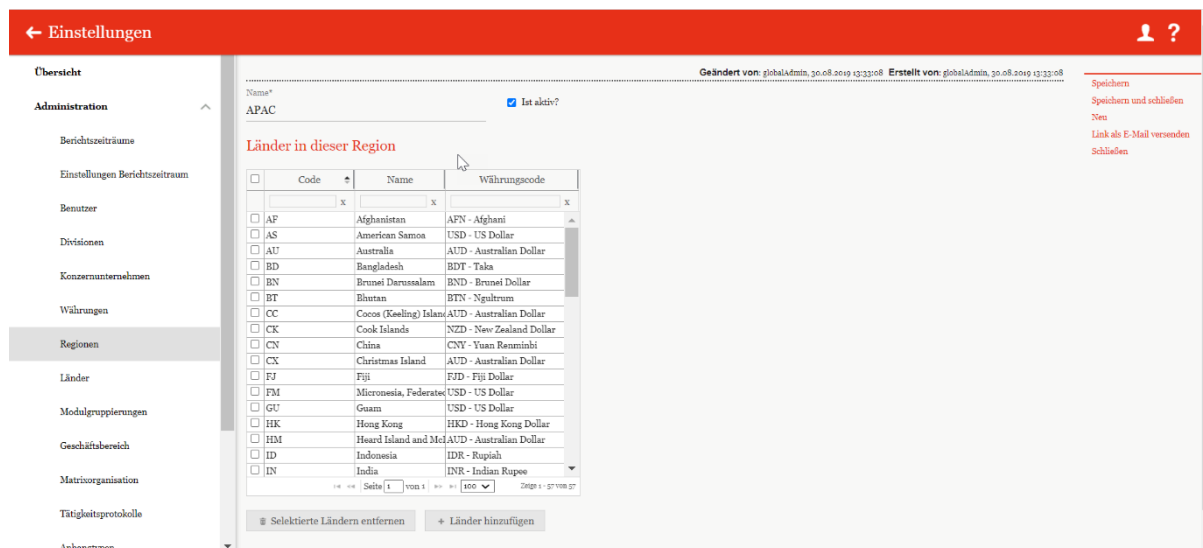 Einstellungen
?
Übersicht
Administration
Berichtszeiträume
Einstellungen Berichtszeitraum
Benutzer
Divisionen
Konzernunternehmen
Währungen
Regionen
Länder
Modulgruppierungen
Geschäftsbereich
Matrixorganisation
Tätigkeitsprotokolle
Geändert von: globalAdmin, 30.08.2019 13:33:08 Erstellt von: globalAdmin, 30.08.2019 13:33:08
Name*
APAC
Ist aktiv?
Länder in dieser Region
Code Name Währungscode
x x x
AF Afghanistan AFN - Afghani
AS American Samoa USD - US Dollar
AU Australia AUD - Australian Dollar
BD Bangladesh BDT - Taka
BN Brunei Darussalam BND - Brunei Dollar
BT Bhutan BTN - Ngultrum
CC Cocos (Keeling) Islan AUD - Australian Dollar
CK Cook Islands NZD - New Zealand Dollar
CN China CNY - Yuan Renminbi
CX Christmas Island AUD - Australian Dollar
FJ Fiji FJD - Fiji Dollar
FM Micronesia, Federate USD - US Dollar
GU Guam USD - US Dollar
HK Hong Kong HKD - Hong Kong Dollar
HM Heard Island and Mc AUD - Australian Dollar
ID Indonesia IDR - Rupiah
IN India INR - Indian Rupee
Seite 1 von 1 100 Zeige 1 - 57 von 57
Selektierte Ländern entfernen + Länder hinzufügen
Speichern
Speichern und schließen
Neu
Link als E-Mail versenden
Schließen